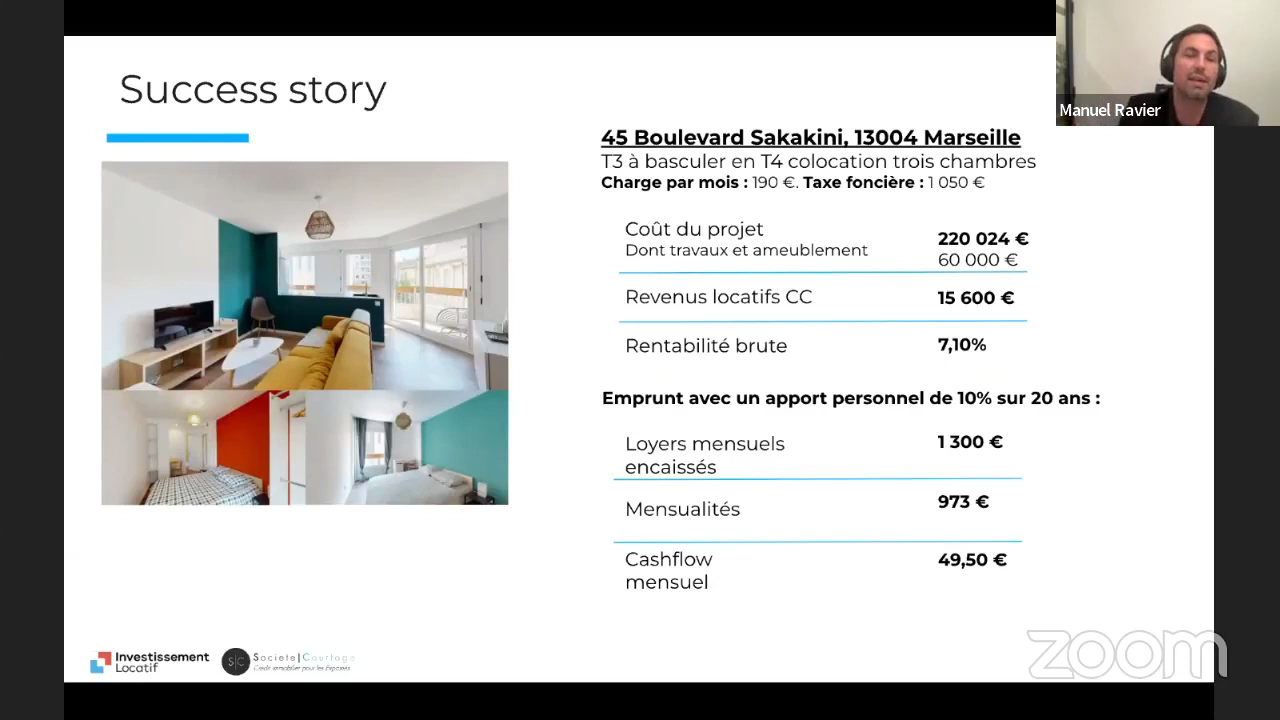 Success story
Manuel Ravier
45 Boulevard Sakakini, 13004 Marseille
T3 à basculer en T4 colocation trois chambres
Charge par mois : 190 €. Taxe foncière : 1 050 €
Coût du projet
220 024 €
Dont travaux et ameublement
60 000 €
Revenus locatifs CC
15 600 €
Rentabilité brute
7,10%
Emprunt avec un apport personnel de 10% sur 20 ans :
Loyers mensuels
encaissés
1 300 €
Mensualités
973 €
Cashflow
mensuel
49,50 €
Investissement
Locatif
S|C
Societe|Courtage
Crédit immobilier pour les Expatriés
zoom